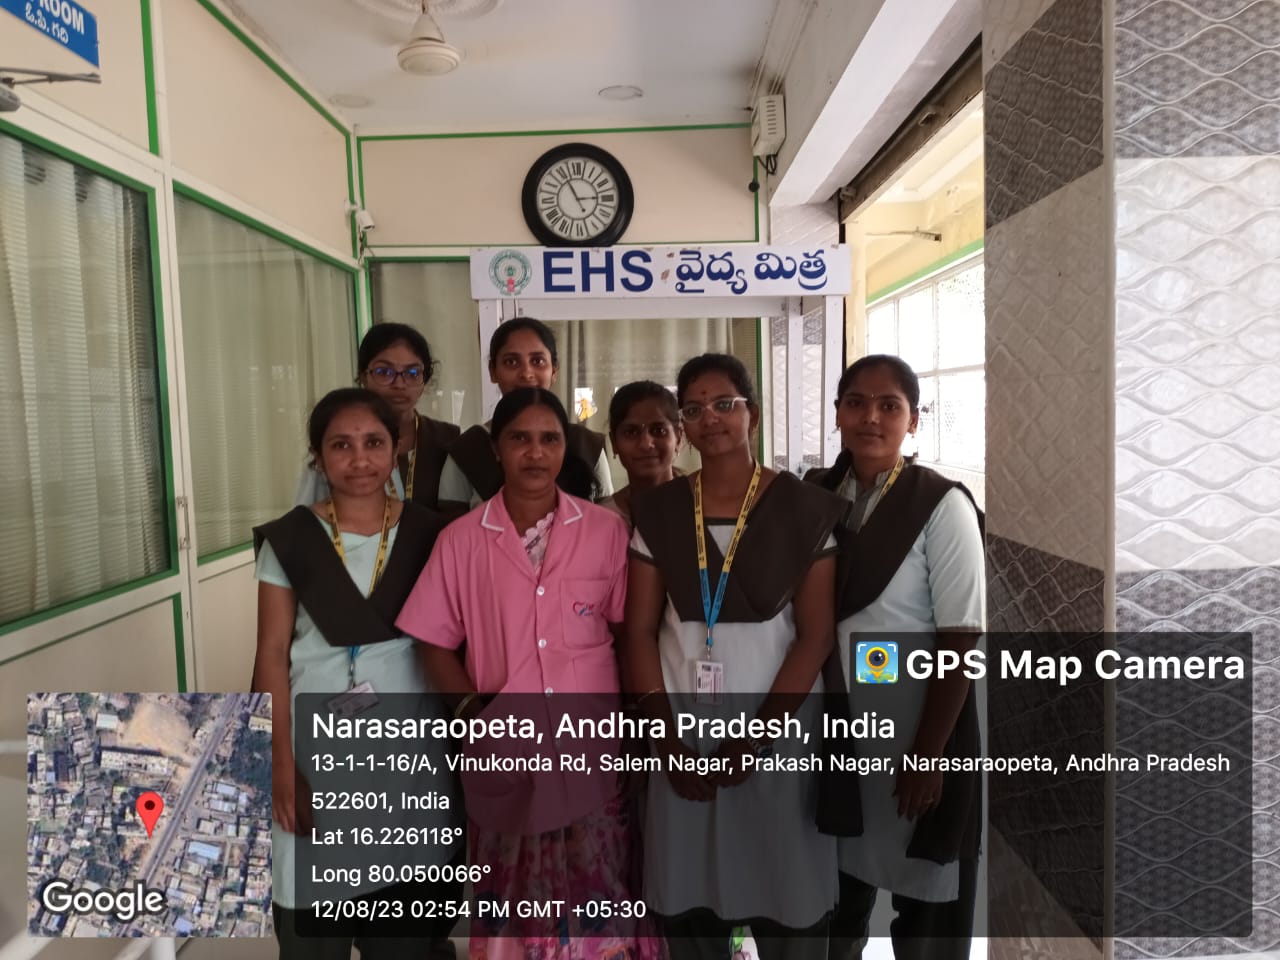 ROOM
ఓ.పి. గది
EHS వైద్య మిత్ర
GPS Map Camera
Narasaraopeta, Andhra Pradesh, India
13-1-1-16/A, Vinukonda Rd, Salem Nagar, Prakash Nagar, Narasaraopeta, Andhra Pradesh
522601, India
Lat 16.226118°
Long 80.050066°
12/08/23 02:54 PM GMT +05:30
Google